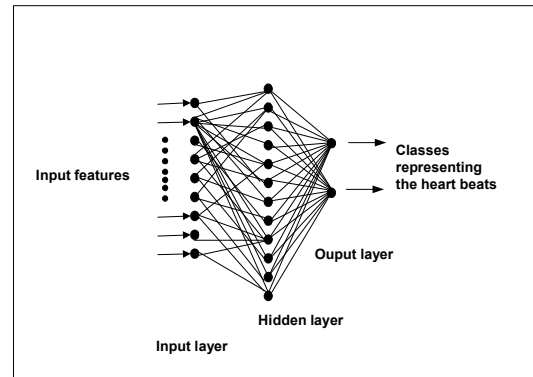 Input features
Classes
representing
the heart beats
Ouput layer
Hidden layer
Input layer